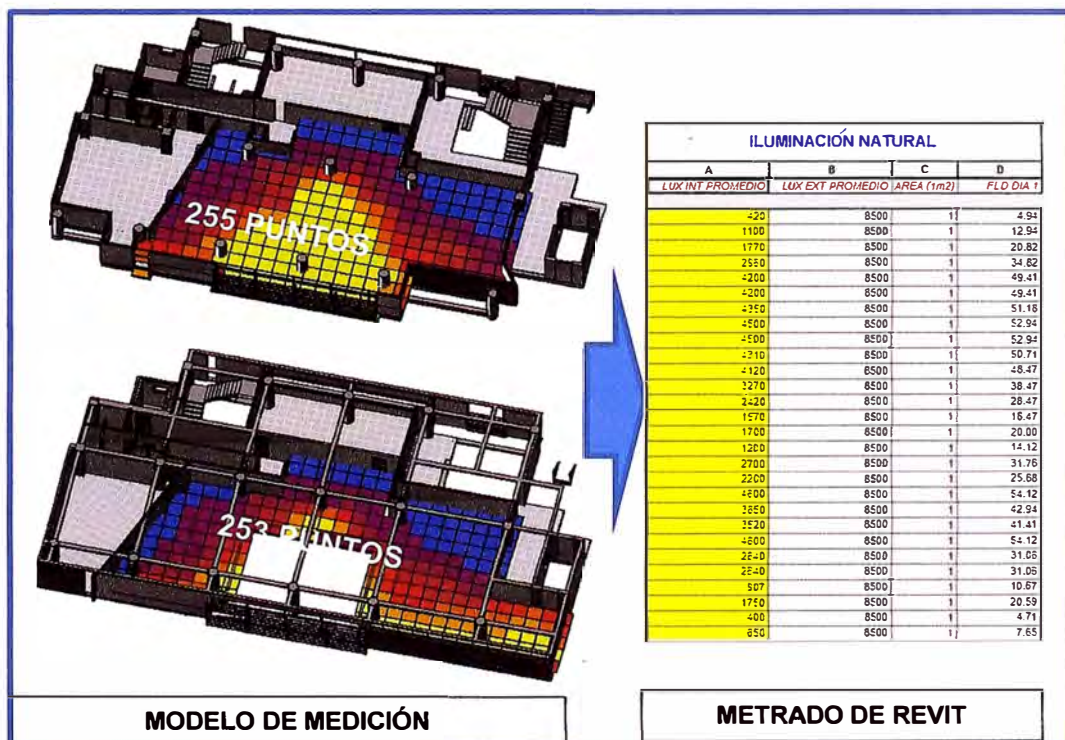 255 PUNTOS
253 PUNTOS
MODELO DE MEDICIÓN
ILUMINACIÓN NATURAL
A B C D
LUX INT PROMEDIO LUX EXT PROMEDIO AREA (1m2) FLD DIA 1
420 8500 1 4.94
1100 8500 1 12.94
1770 8500 1 20.82
8500 1 34.82
4200 8500 1 49.41
4200 8500 1 49.41
4350 8500 1 51.18
4500 8500 1 52.94
4500 8500 1 52.94
4310 8500 1 50.71
4120 8500 1 48.47
3270 8500 1 38.47
2420 8500 1 28.47
8500 1
1700 8500 1 20.00
1200 8500 1 14.12
2700 8500 1 31.76
2200 8500 1 25.88
4600 8500 1 54.12
3650 8500 1 42.94
3520 8500 1 41.41
4600 8500 1 54.12
2640 8500 1 31.06
2640 8500 1 31.06
907 8500 1 10.67
1750 8500 1 20.59
400 8500 1 4.71
650 8500 1 7.65
METRADO DE REVIT